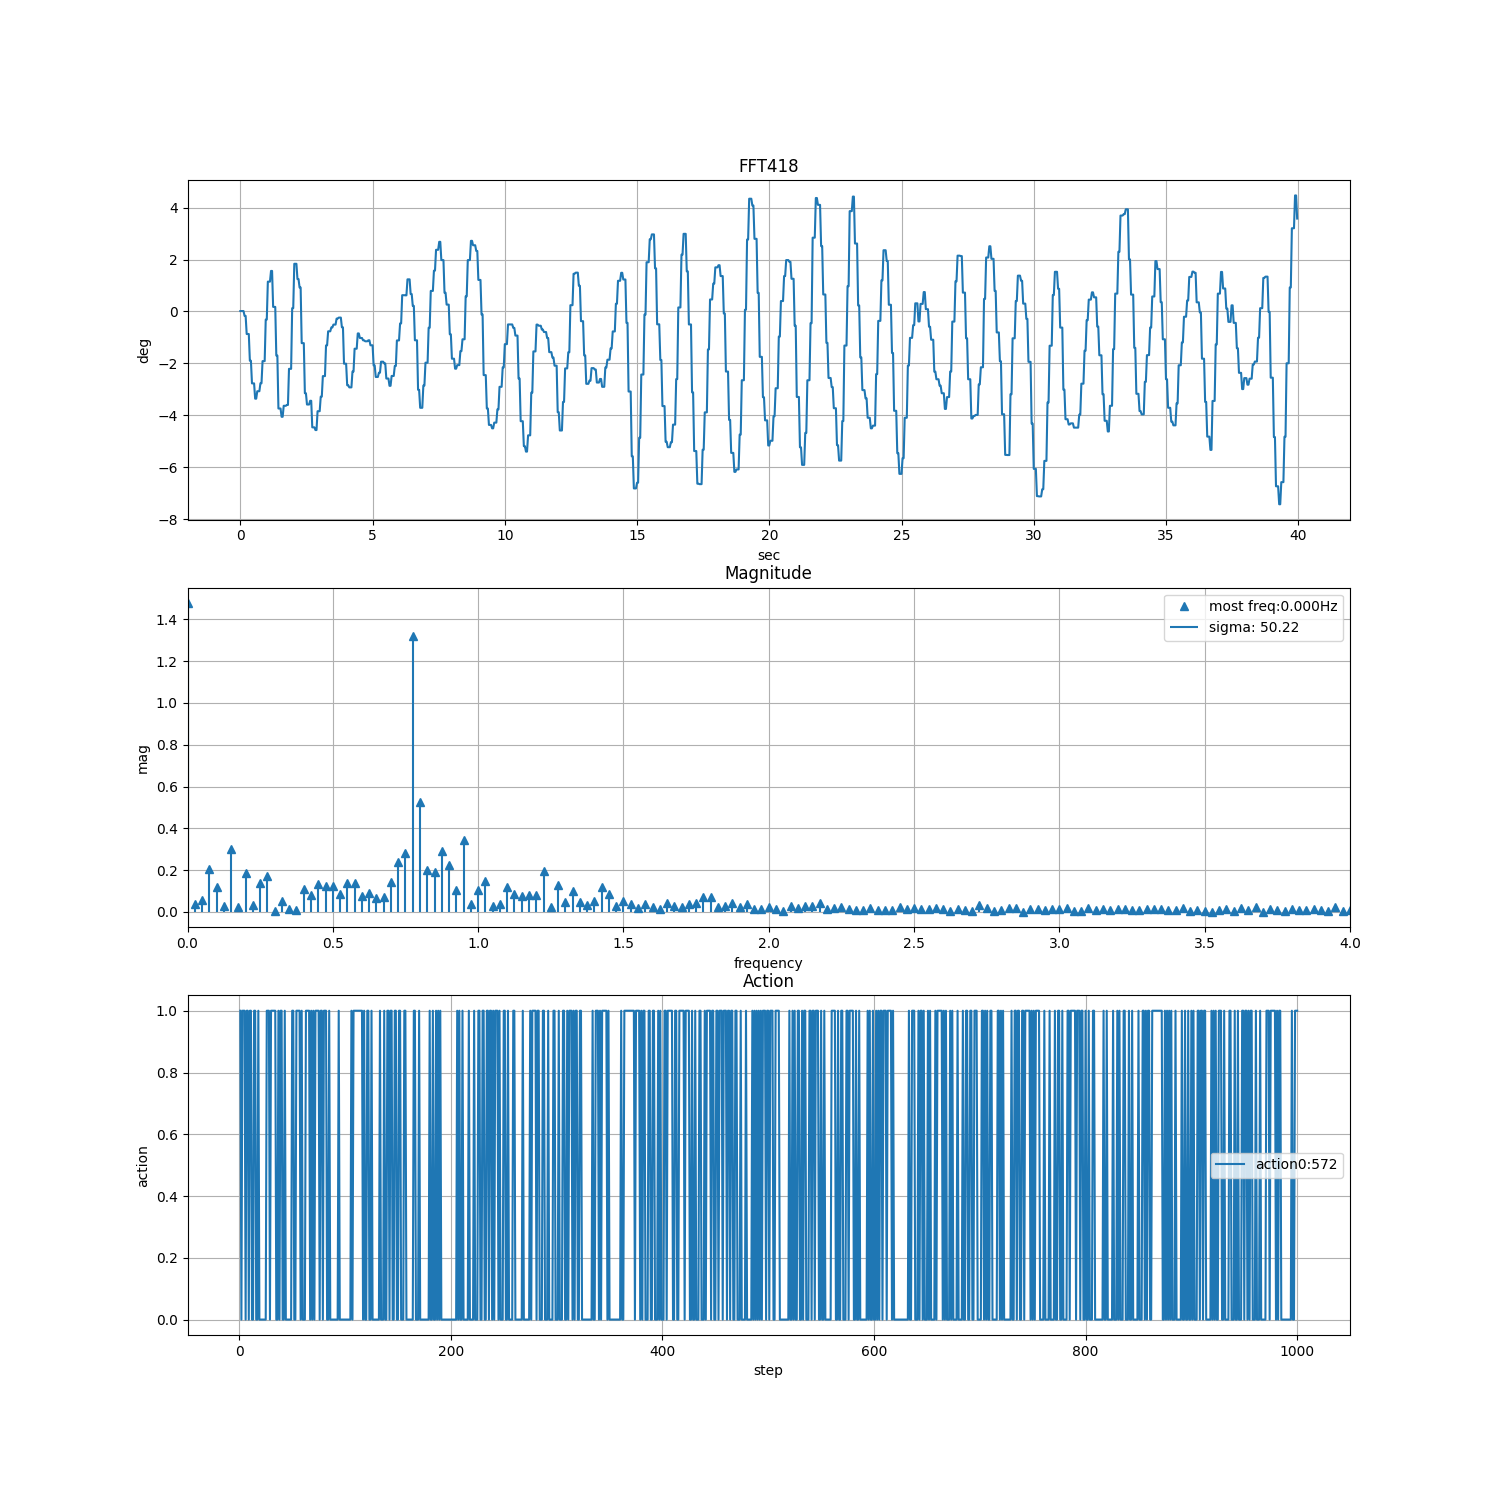 FFT418
4
2
0
−2
−4
−6
−8
deg
0 5 10 15 20 25 30 35 40
sec
Magnitude
1.4
1.2
1.0
0.8
0.6
0.4
0.2
0.0
mag
most freq:0.000Hz
sigma: 50.22
0.0 0.5 1.0 1.5 2.0 2.5 3.0 3.5 4.0
frequency
Action
1.0
0.8
0.6
0.4
0.2
0.0
action
action0:572
0 200 400 600 800 1000
step